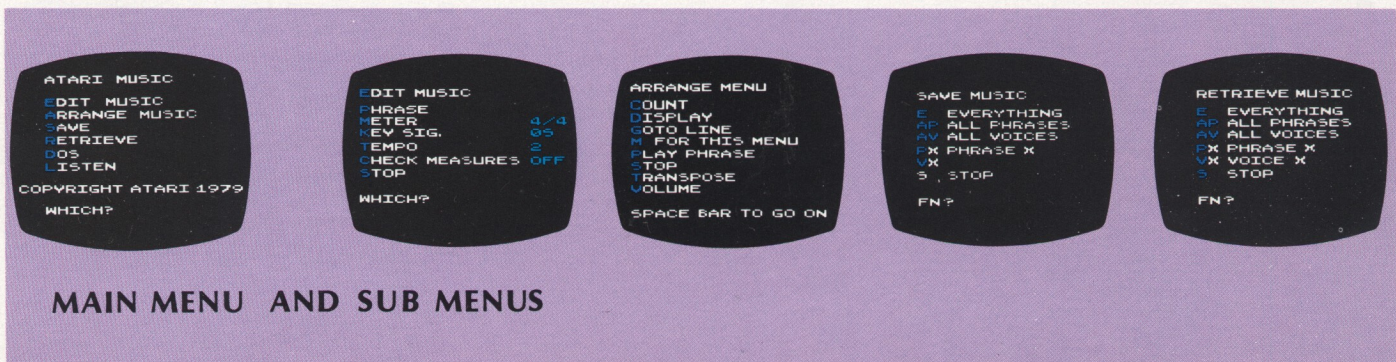 ATARI MUSIC
EDIT MUSIC
ARRANGE MUSIC
SAVE
RETRIEVE
DOS
LISTEN
COPYRIGHT ATARI 1979
WHICH?
EDIT MUSIC
PHRASE
METER 4/4
KEY SIG. 0S
TEMPO 2
CHECK MEASURES OFF
STOP
WHICH?
ARRANGE MENU
COUNT
DISPLAY
GOTO LINE
M FOR THIS MENU
PLAY PHRASE
STOP
TRANSPOSE
VOLUME
SPACE BAR TO GO ON
SAVE MUSIC
E EVERYTHING
AP ALL PHRASES
AV ALL VOICES
PX PHRASE X
VX
S STOP
FN?
RETRIEVE MUSIC
E EVERYTHING
AP ALL PHRASES
AV ALL VOICES
PX PHRASE X
VX VOICE X
S STOP
FN?
MAIN MENU AND SUB MENUS